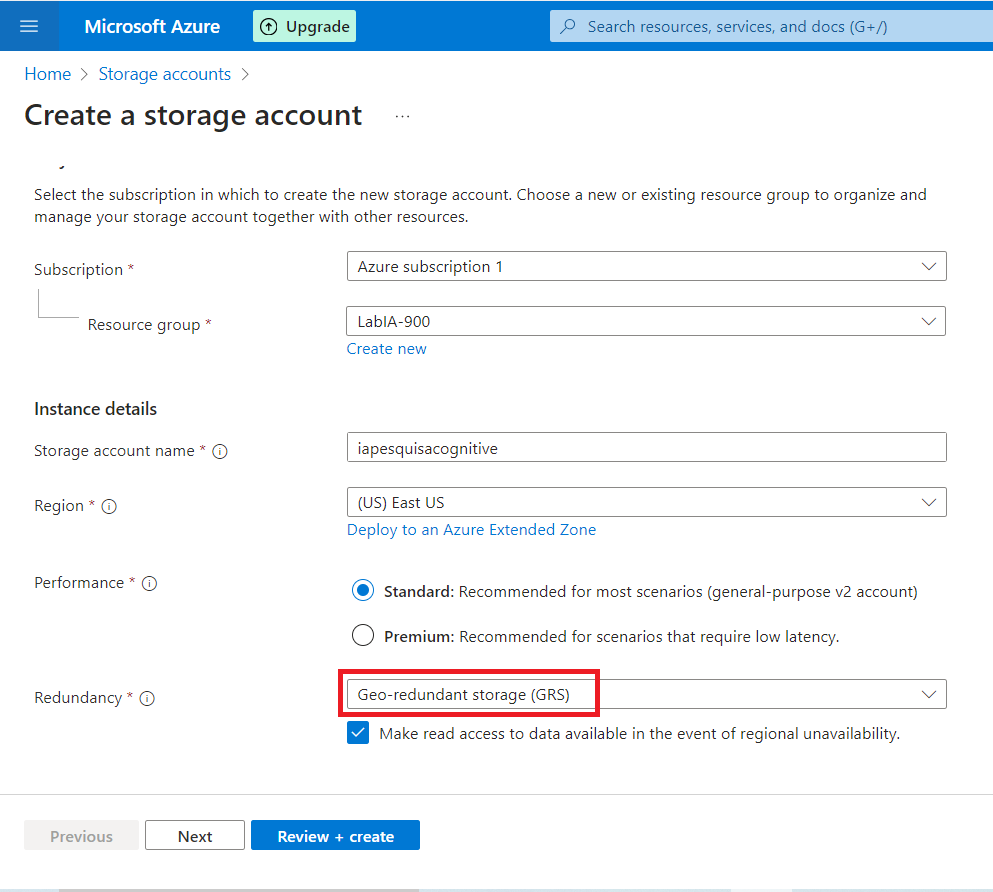 Microsoft Azure
Upgrade
Search resources, services, and docs (G+/)
Home > Storage accounts >
Create a storage account ...
Select the subscription in which to create the new storage account. Choose a new or existing resource group to organize and
manage your storage account together with other resources.
Subscription *
Azure subscription 1
Resource group *
LabIA-900
Create new
Instance details
Storage account name *
iapesquisacognitive
Region *
(US) East US
Deploy to an Azure Extended Zone
Performance *
Standard: Recommended for most scenarios (general-purpose v2 account)
Premium: Recommended for scenarios that require low latency.
Redundancy *
Geo-redundant storage (GRS)
Make read access to data available in the event of regional unavailability.
Previous
Next
Review + create